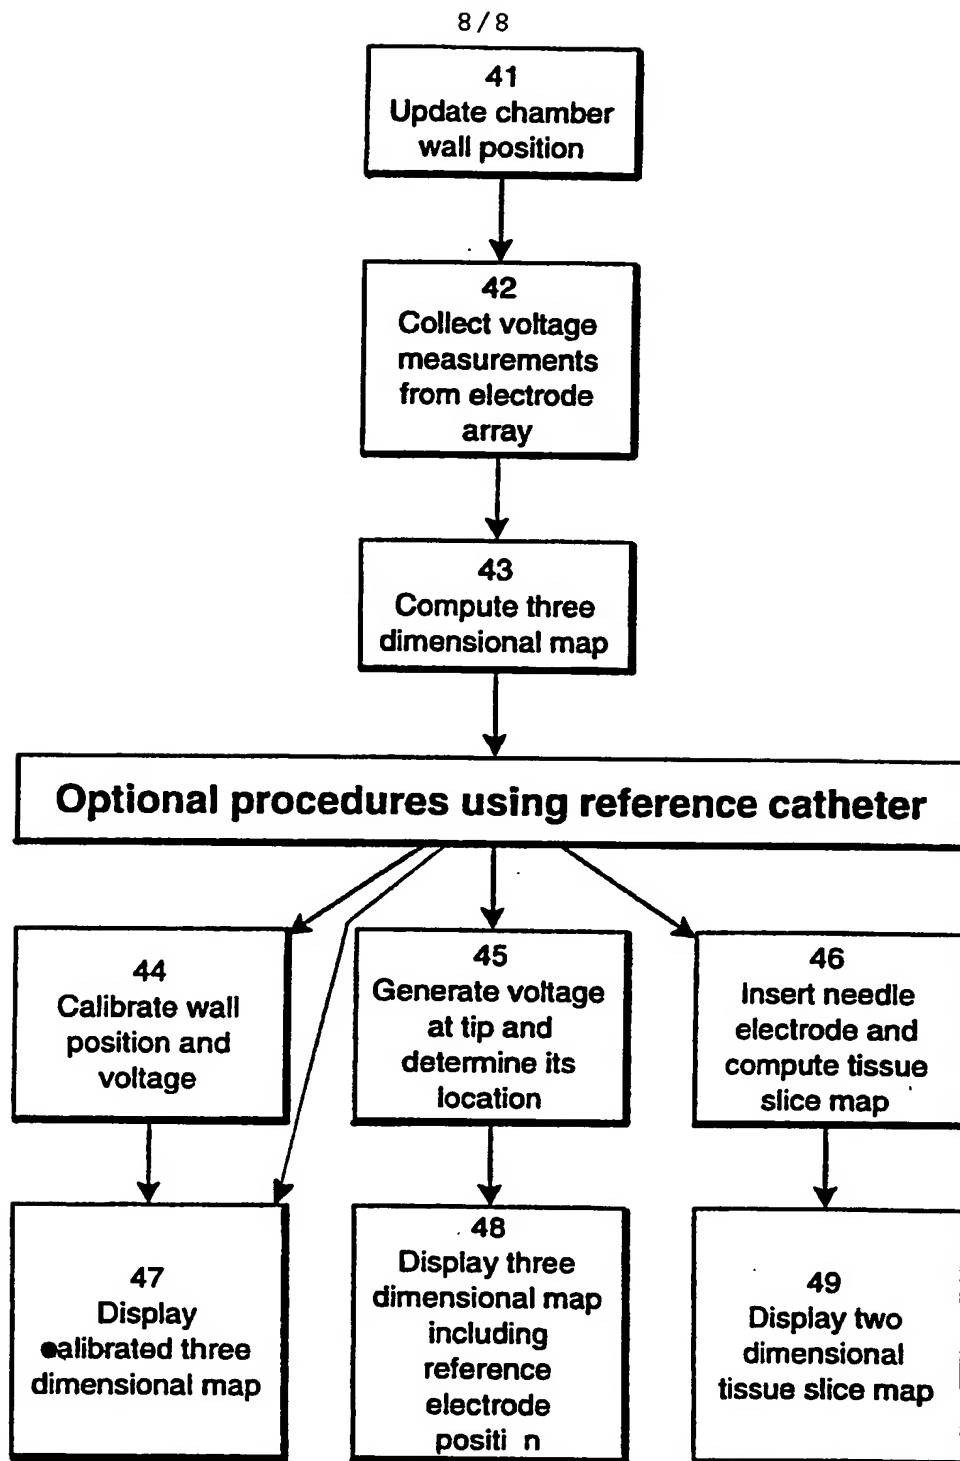 8/8
41
Update chamber
wall position
42
Collect voltage
measurements
from electrode
array
43
Compute three
dimensional map
Optional procedures using reference catheter
44
Calibrate wall
position and
voltage
45
Generate voltage
at tip and
determine its
location
46
Insert needle
electrode and
compute tissue
slice map
47
Display
calibrated three
dimensional map
48
Display three
dimensional map
including
reference
electrode
positi n
49
Display two
dimensional
tissue slice map